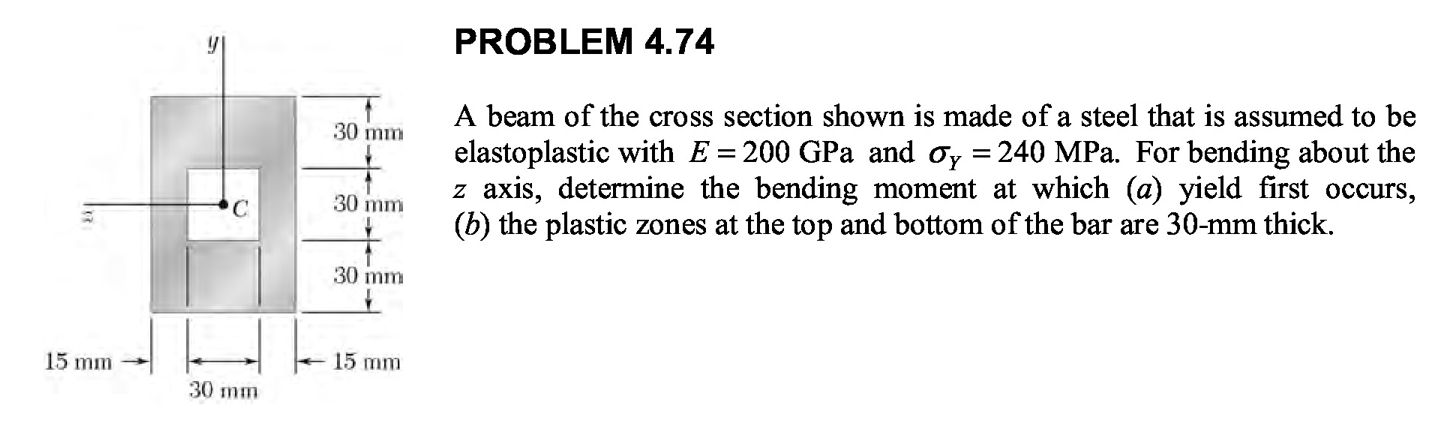 PROBLEM 4.74
A beam of the cross section shown is made of a steel that is assumed to be
elastoplastic with E = 200 GPa and σY = 240 MPa. For bending about the
z axis, determine the bending moment at which (a) yield first occurs,
(b) the plastic zones at the top and bottom of the bar are 30-mm thick.
y
30 mm
z
C
30 mm
30 mm
15 mm
15 mm
30 mm